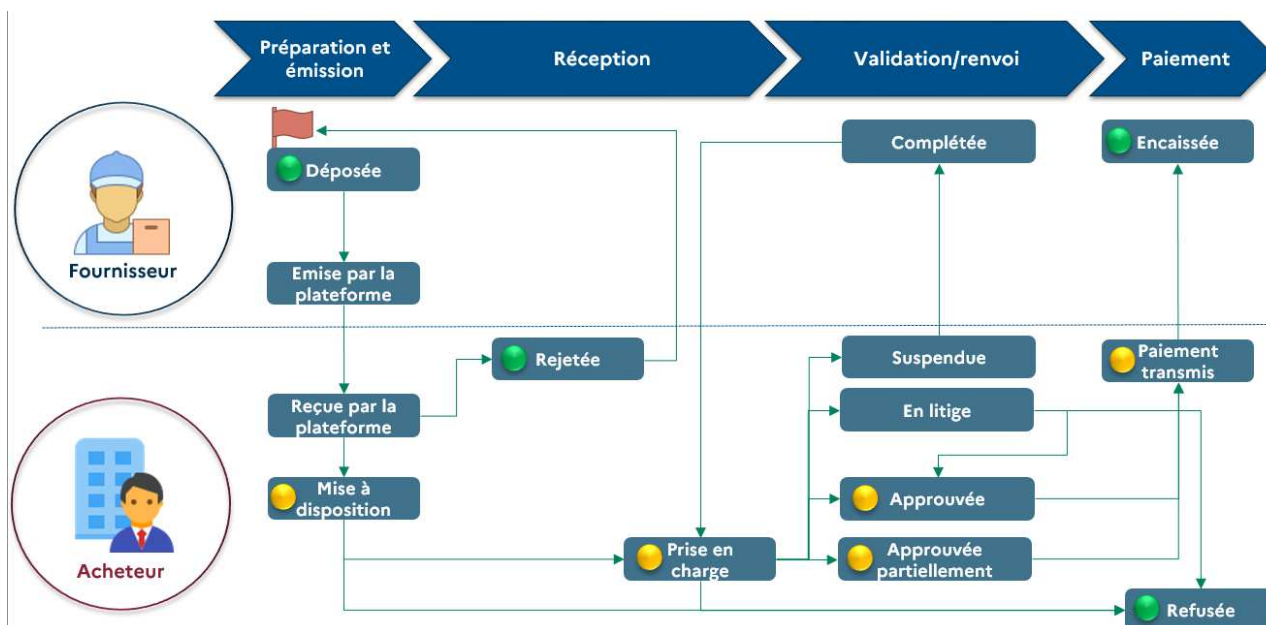 Préparation et
émission
Réception
Validation/renvoi
Paiement
Déposée
Complétée
Encaissée
Fournisseur
Emise par la
plateforme
Rejetée
Suspendue
Paiement
transmis
Reçue par la
plateforme
En litige
Mise à
disposition
Approuvée
Acheteur
Prise en
charge
Approuvée
partiellement
Refusée